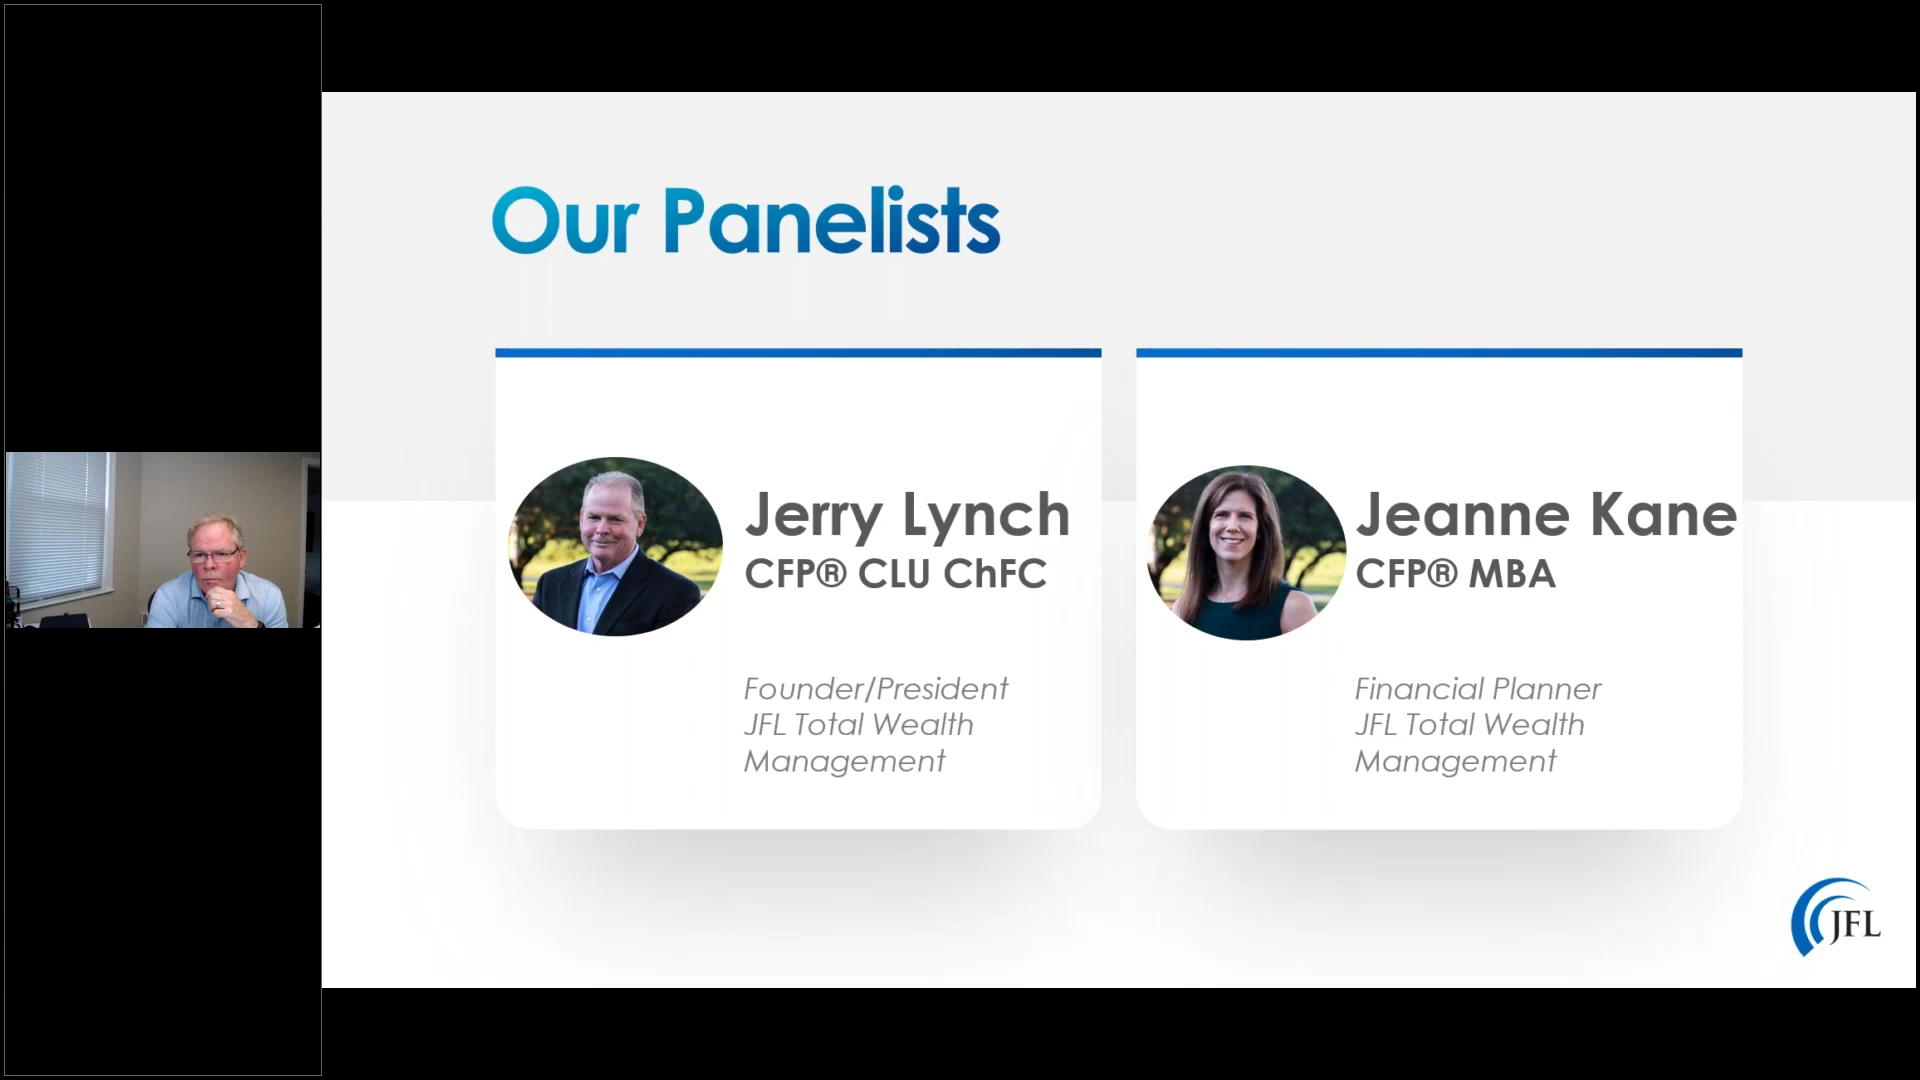 Our Panelists
Jerry Lynch
CFP® CLU ChFC
Founder/President
JFL Total Wealth
Management
Jeanne Kane
CFP® MBA
Financial Planner
JFL Total Wealth
Management
JFL